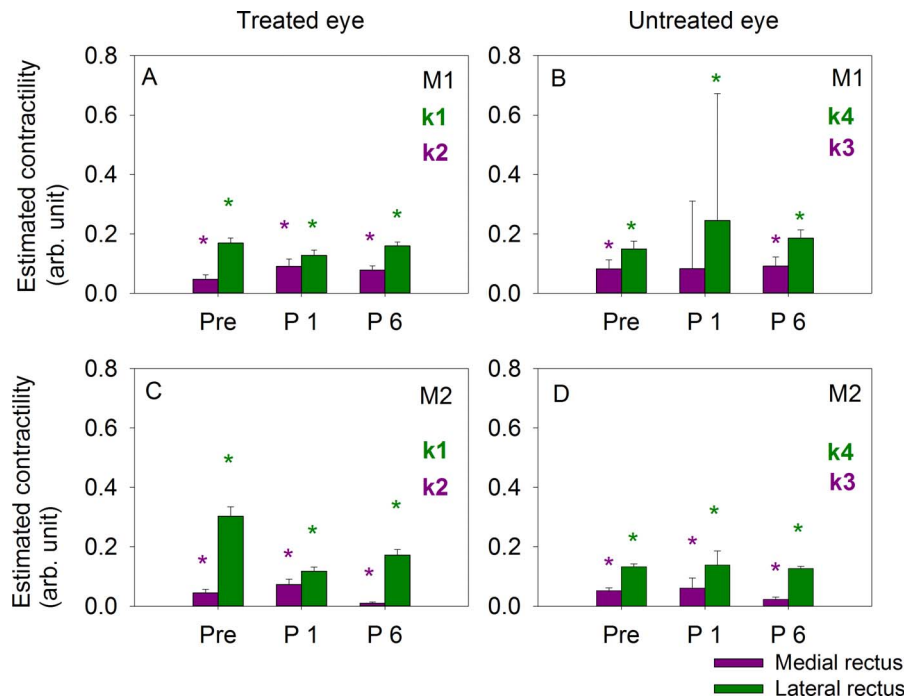 Treated eye
Untreated eye
Estimated contractility
(arb. unit)
0.8
0.6
0.4
0.2
0.0
A
M1
k1
k2
*
*
*
*
*
*
Pre
P 1
P 6
0.8
0.6
0.4
0.2
0.0
B
M1
k4
k3
*
*
*
*
*
Pre
P 1
P 6
Estimated contractility
(arb. unit)
0.8
0.6
0.4
0.2
0.0
C
M2
k1
k2
*
*
*
*
*
*
Pre
P 1
P 6
0.8
0.6
0.4
0.2
0.0
D
M2
k4
k3
*
*
*
*
*
*
Pre
P 1
P 6
Medial rectus
Lateral rectus